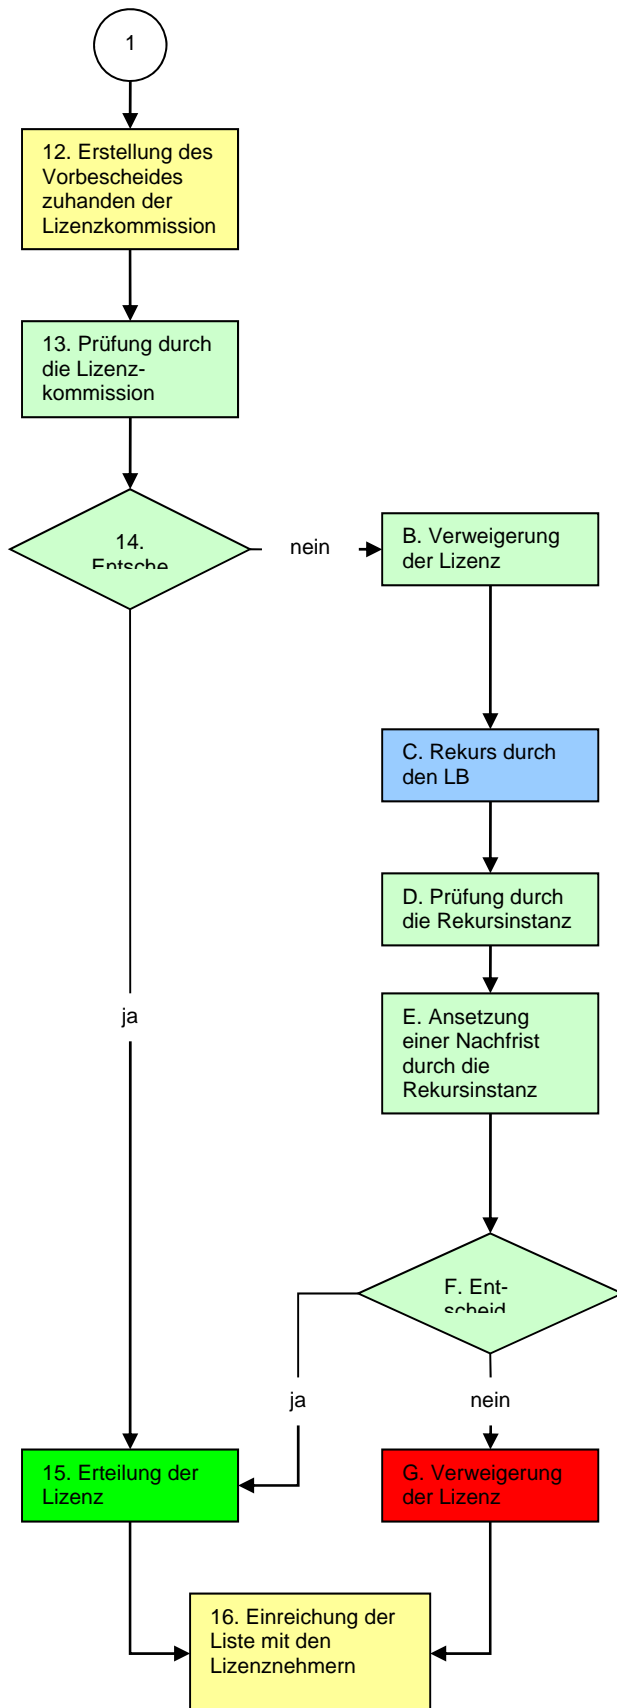 1
12. Erstellung des
Vorbescheides
zuhanden der
Lizenzkommission
13. Prüfung durch
die Lizenz-
kommission
14.
Entsche
nein
B. Verweigerung
der Lizenz
C. Rekurs durch
den LB
D. Prüfung durch
die Rekursinstanz
E. Ansetzung
einer Nachfrist
durch die
Rekursinstanz
ja
F. Ent-
scheid
ja
nein
15. Erteilung der
Lizenz
G. Verweigerung
der Lizenz
16. Einreichung der
Liste mit den
Lizenznehmern